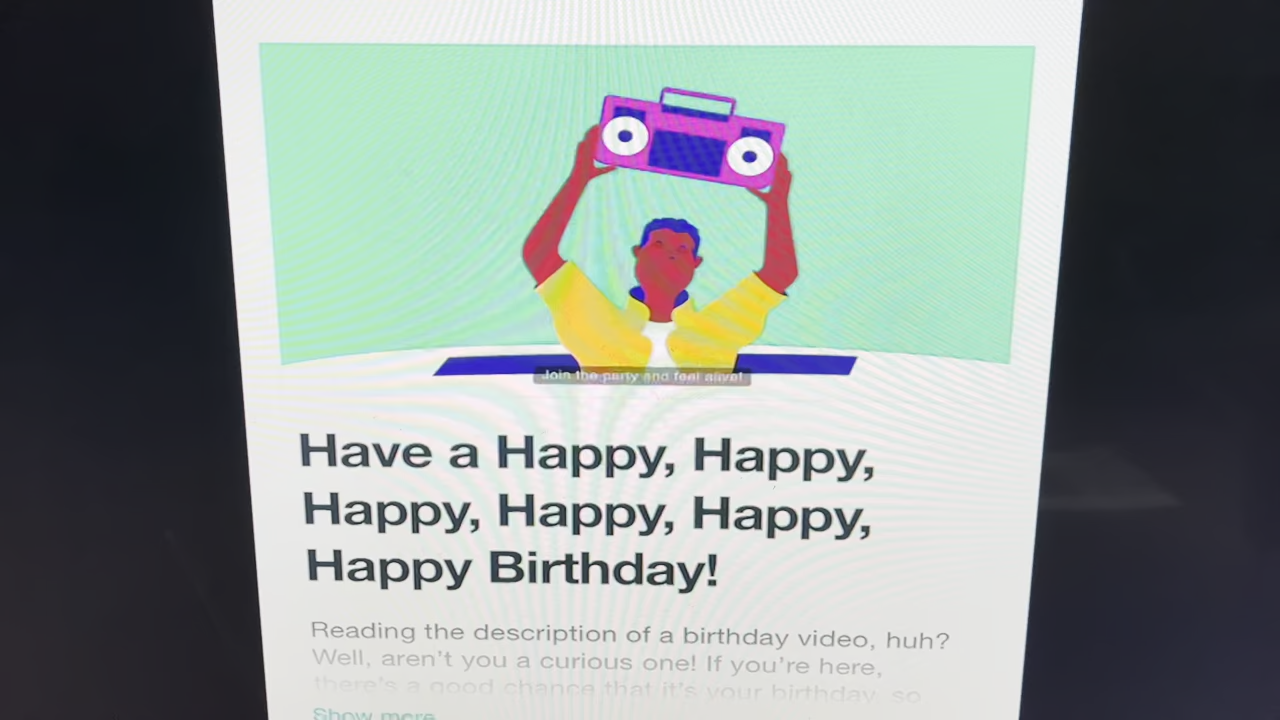 Join the party and feel alive!
Have a Happy, Happy,
Happy, Happy, Happy,
Happy Birthday!
Reading the description of a birthday video, huh?
Well, aren't you a curious one! If you're here,
there's a good chance that it's your birthday, so
Show more